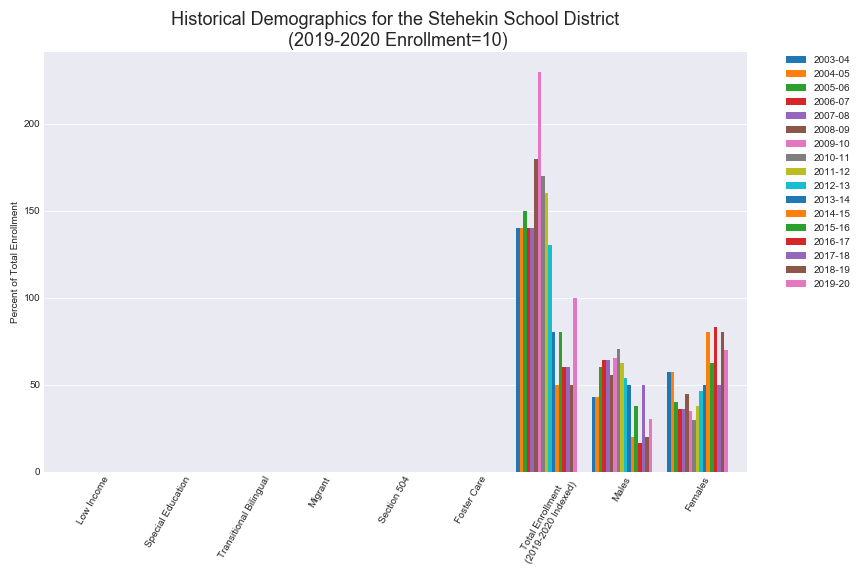 Historical Demographics for the Stehekin School District
(2019-2020 Enrollment=10)
Percent of Total Enrollment
200
150
100
50
0
Low Income
Special Education
Transitional Bilingual
Migrant
Section 504
Foster Care
Total Enrollment
(2019-2020 Indexed)
Males
Females
2003-04
2004-05
2005-06
2006-07
2007-08
2008-09
2009-10
2010-11
2011-12
2012-13
2013-14
2014-15
2015-16
2016-17
2017-18
2018-19
2019-20